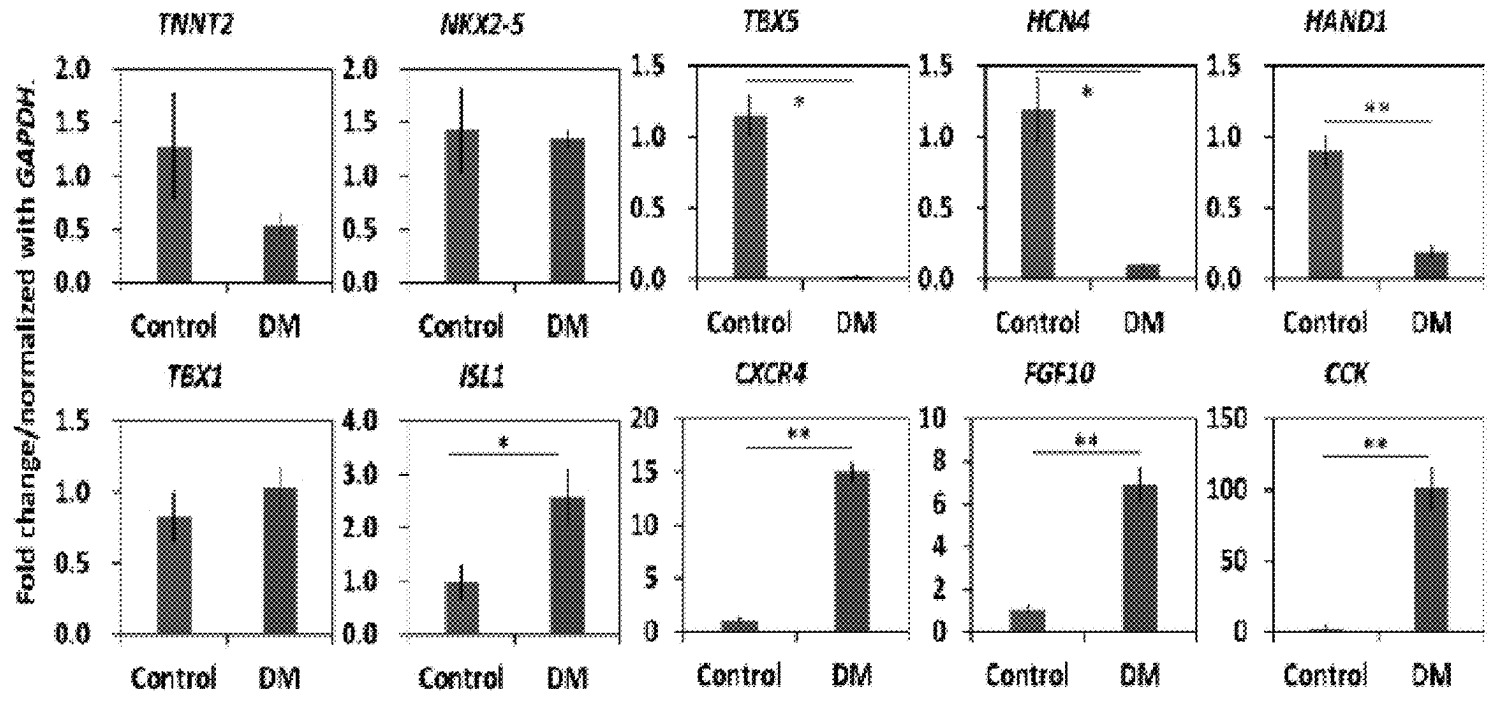 TNNT2 NKX2-5 TBX5 HCN4 HAND1
Fold change/normalized with GAPDH.
2.0 2.0 1.5 1.5 1.5
* * **
1.5 1.5 1.0 1.0 1.0
1.0 1.0
0.5 0.5 0.5 0.5 0.5
0.0 0.0 0.0 0.0 0.0
Control DM Control DM Control DM Control DM Control DM
TBX1 ISL1 CXCR4 FGF10 CCK
1.5 4.0 20 10 150
* ** ** **
1.0 3.0 15 8 100
2.0 10 6
0.5 1.0 5 4 50
2
0.0 0.0 0 0 0
Control DM Control DM Control DM Control DM Control DM